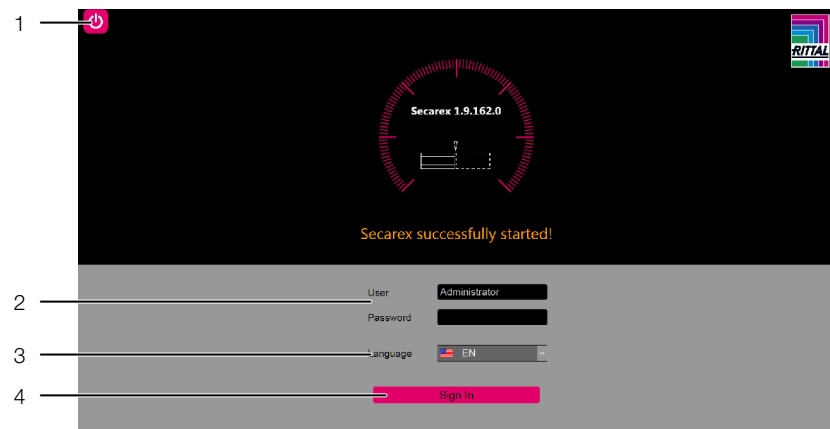 1
RITTAL
Secarex 1.9.162.0
Secarex successfully started!
2
User Administrator
Password
3
Language EN
4
Sign In